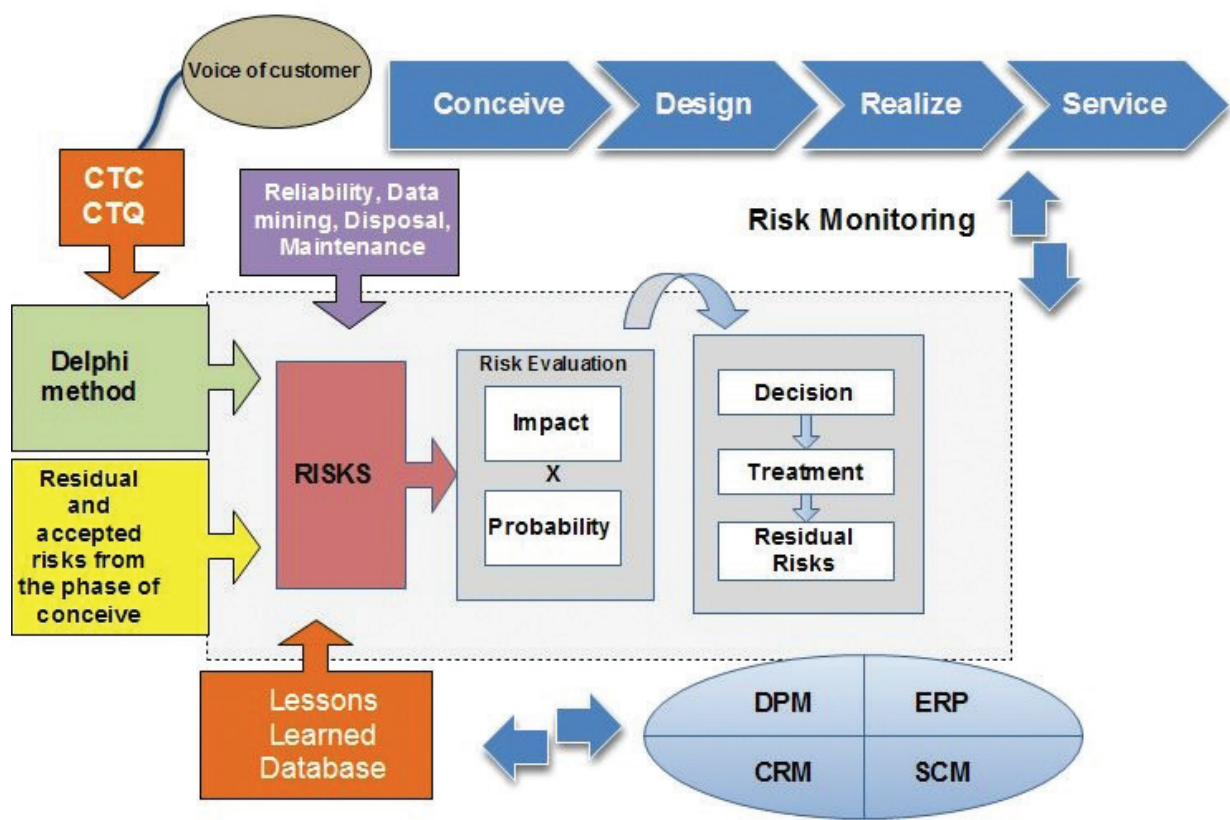 Voice of customer
Conceive
Design
Realize
Service
CTC
CTQ
Reliability, Data
mining, Disposal,
Maintenance
Risk Monitoring
Delphi
method
Residual
and
accepted
risks from
the phase of
conceive
RISKS
Risk Evaluation
Impact
X
Probability
Decision
Treatment
Residual
Risks
Lessons
Learned
Database
DPM
ERP
CRM
SCM